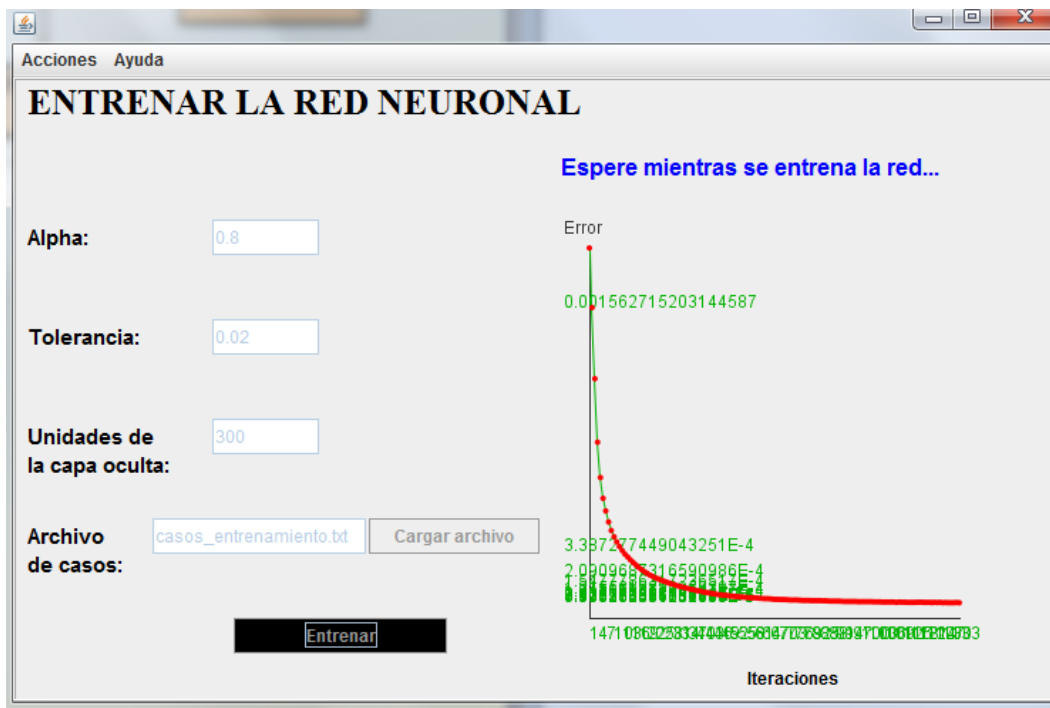 Acciones Ayuda
ENTRENAR LA RED NEURONAL
Espere mientras se entrena la red...
Alpha:
0.8
Tolerancia:
0.02
Unidades de
la capa oculta:
300
Archivo
de casos:
casos_entrenamiento.txt
Cargar archivo
Entrenar
Error
0.001562715203144587
3.387277449043251E-4
Iteraciones